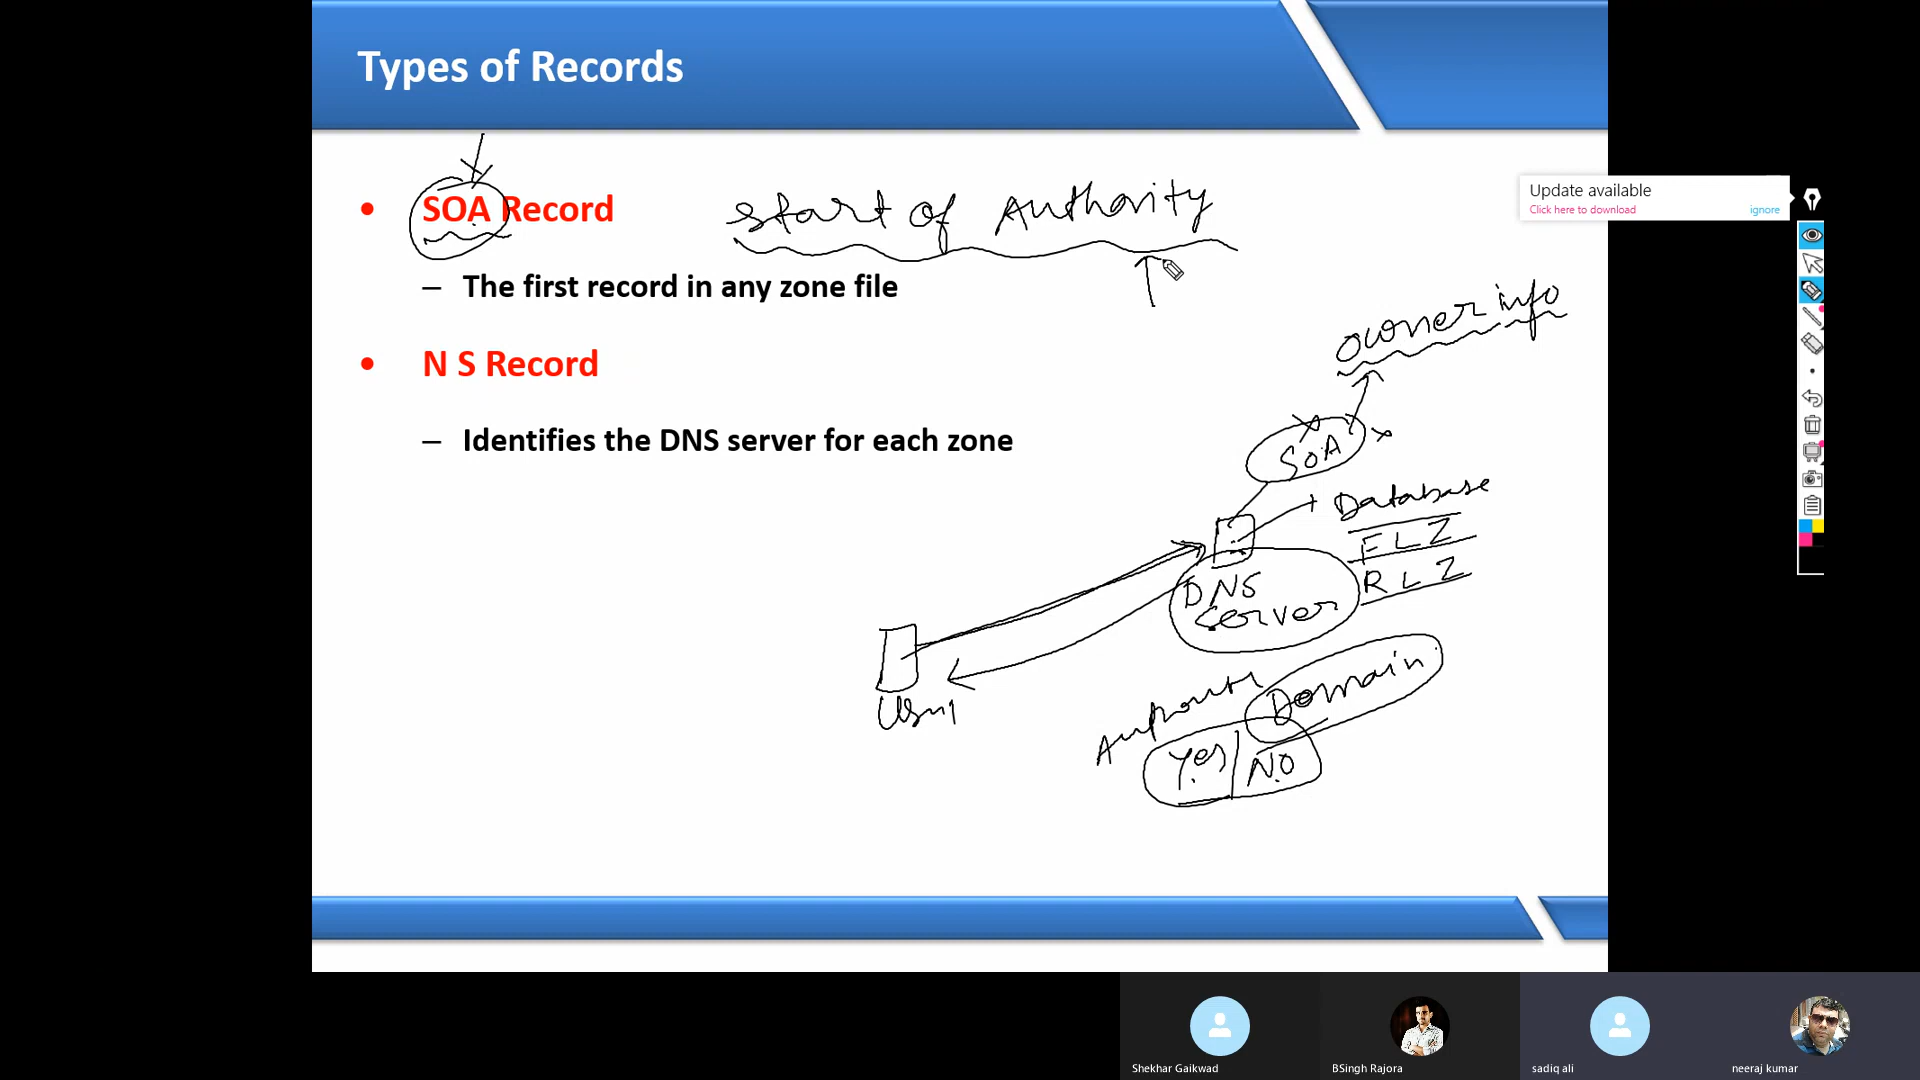 Types of Records
• SOA Record
start of Authority
– The first record in any zone file
owner info
• N S Record
– Identifies the DNS server for each zone
SOA
Database
FLZ
RLZ
DNS
server
Domain
Yes NO
Update available
Click here to download ignore
Shekhar Gaikwad
BSingh Rajora
sadiq ali
neeraj kumar